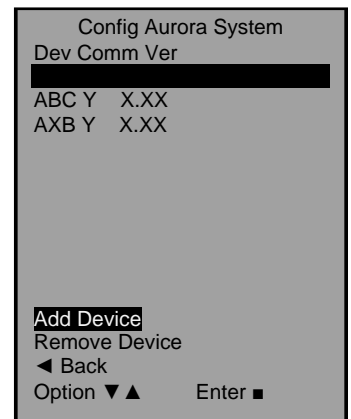 Config Aurora System
Dev Comm Ver
ABC Y X.XX
AXB Y X.XX
Add Device
Remove Device
◄ Back
Option ▼▲ Enter ■